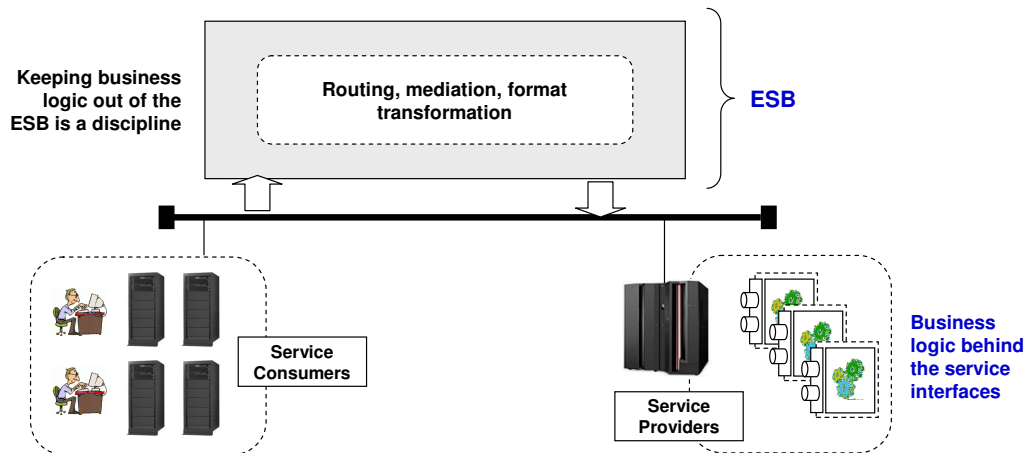 Keeping business
logic out of the
ESB is a discipline
Routing, mediation, format
transformation
ESB
Service
Consumers
Service
Providers
Business
logic behind
the service
interfaces